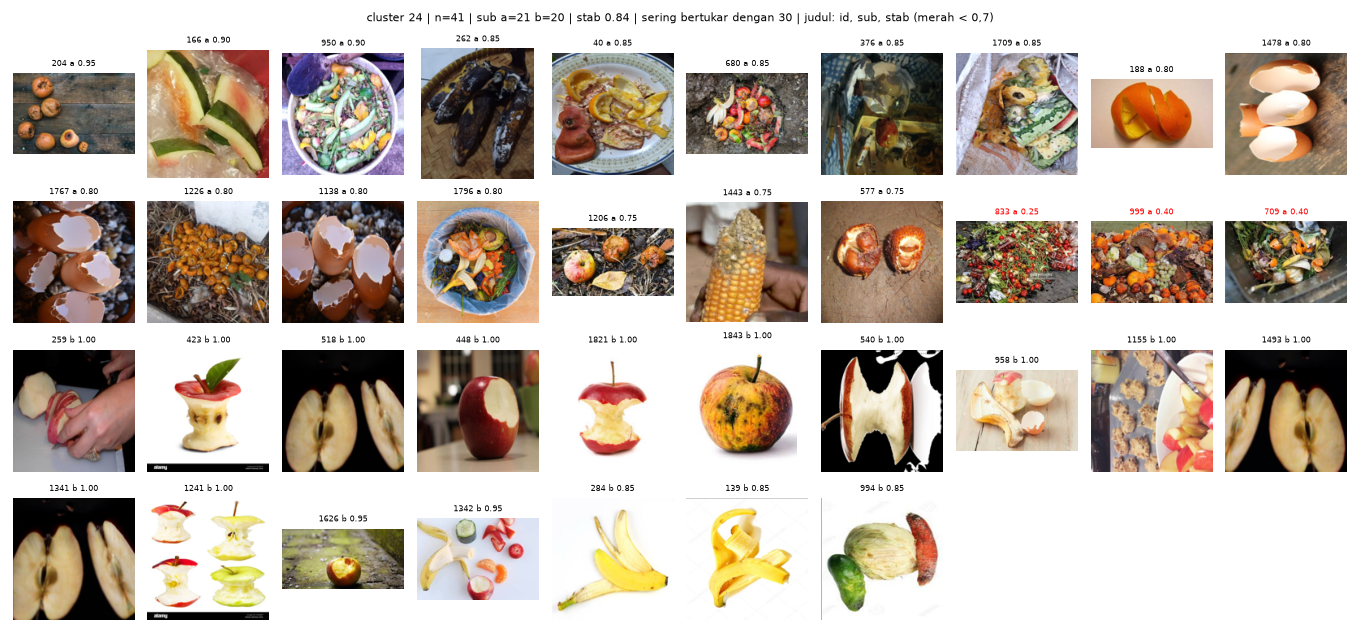 cluster 24 | n=41 | sub a=21 b=20 | stab 0.84 | sering bertukar dengan 30 | judul: id, sub, stab (merah < 0,7)
204 a 0.95 166 a 0.90 950 a 0.90 262 a 0.85 40 a 0.85 680 a 0.85 376 a 0.85 1709 a 0.85 188 a 0.80 1478 a 0.80
1767 a 0.80 1226 a 0.80 1138 a 0.80 1796 a 0.80 1206 a 0.75 1443 a 0.75 577 a 0.75 833 a 0.25 999 a 0.40 709 a 0.40
259 b 1.00 423 b 1.00 518 b 1.00 448 b 1.00 1821 b 1.00 1843 b 1.00 540 b 1.00 958 b 1.00 1155 b 1.00 1493 b 1.00
alamy
1341 b 1.00 1241 b 1.00 1626 b 0.95 1342 b 0.95 284 b 0.85 139 b 0.85 994 b 0.85
alamy